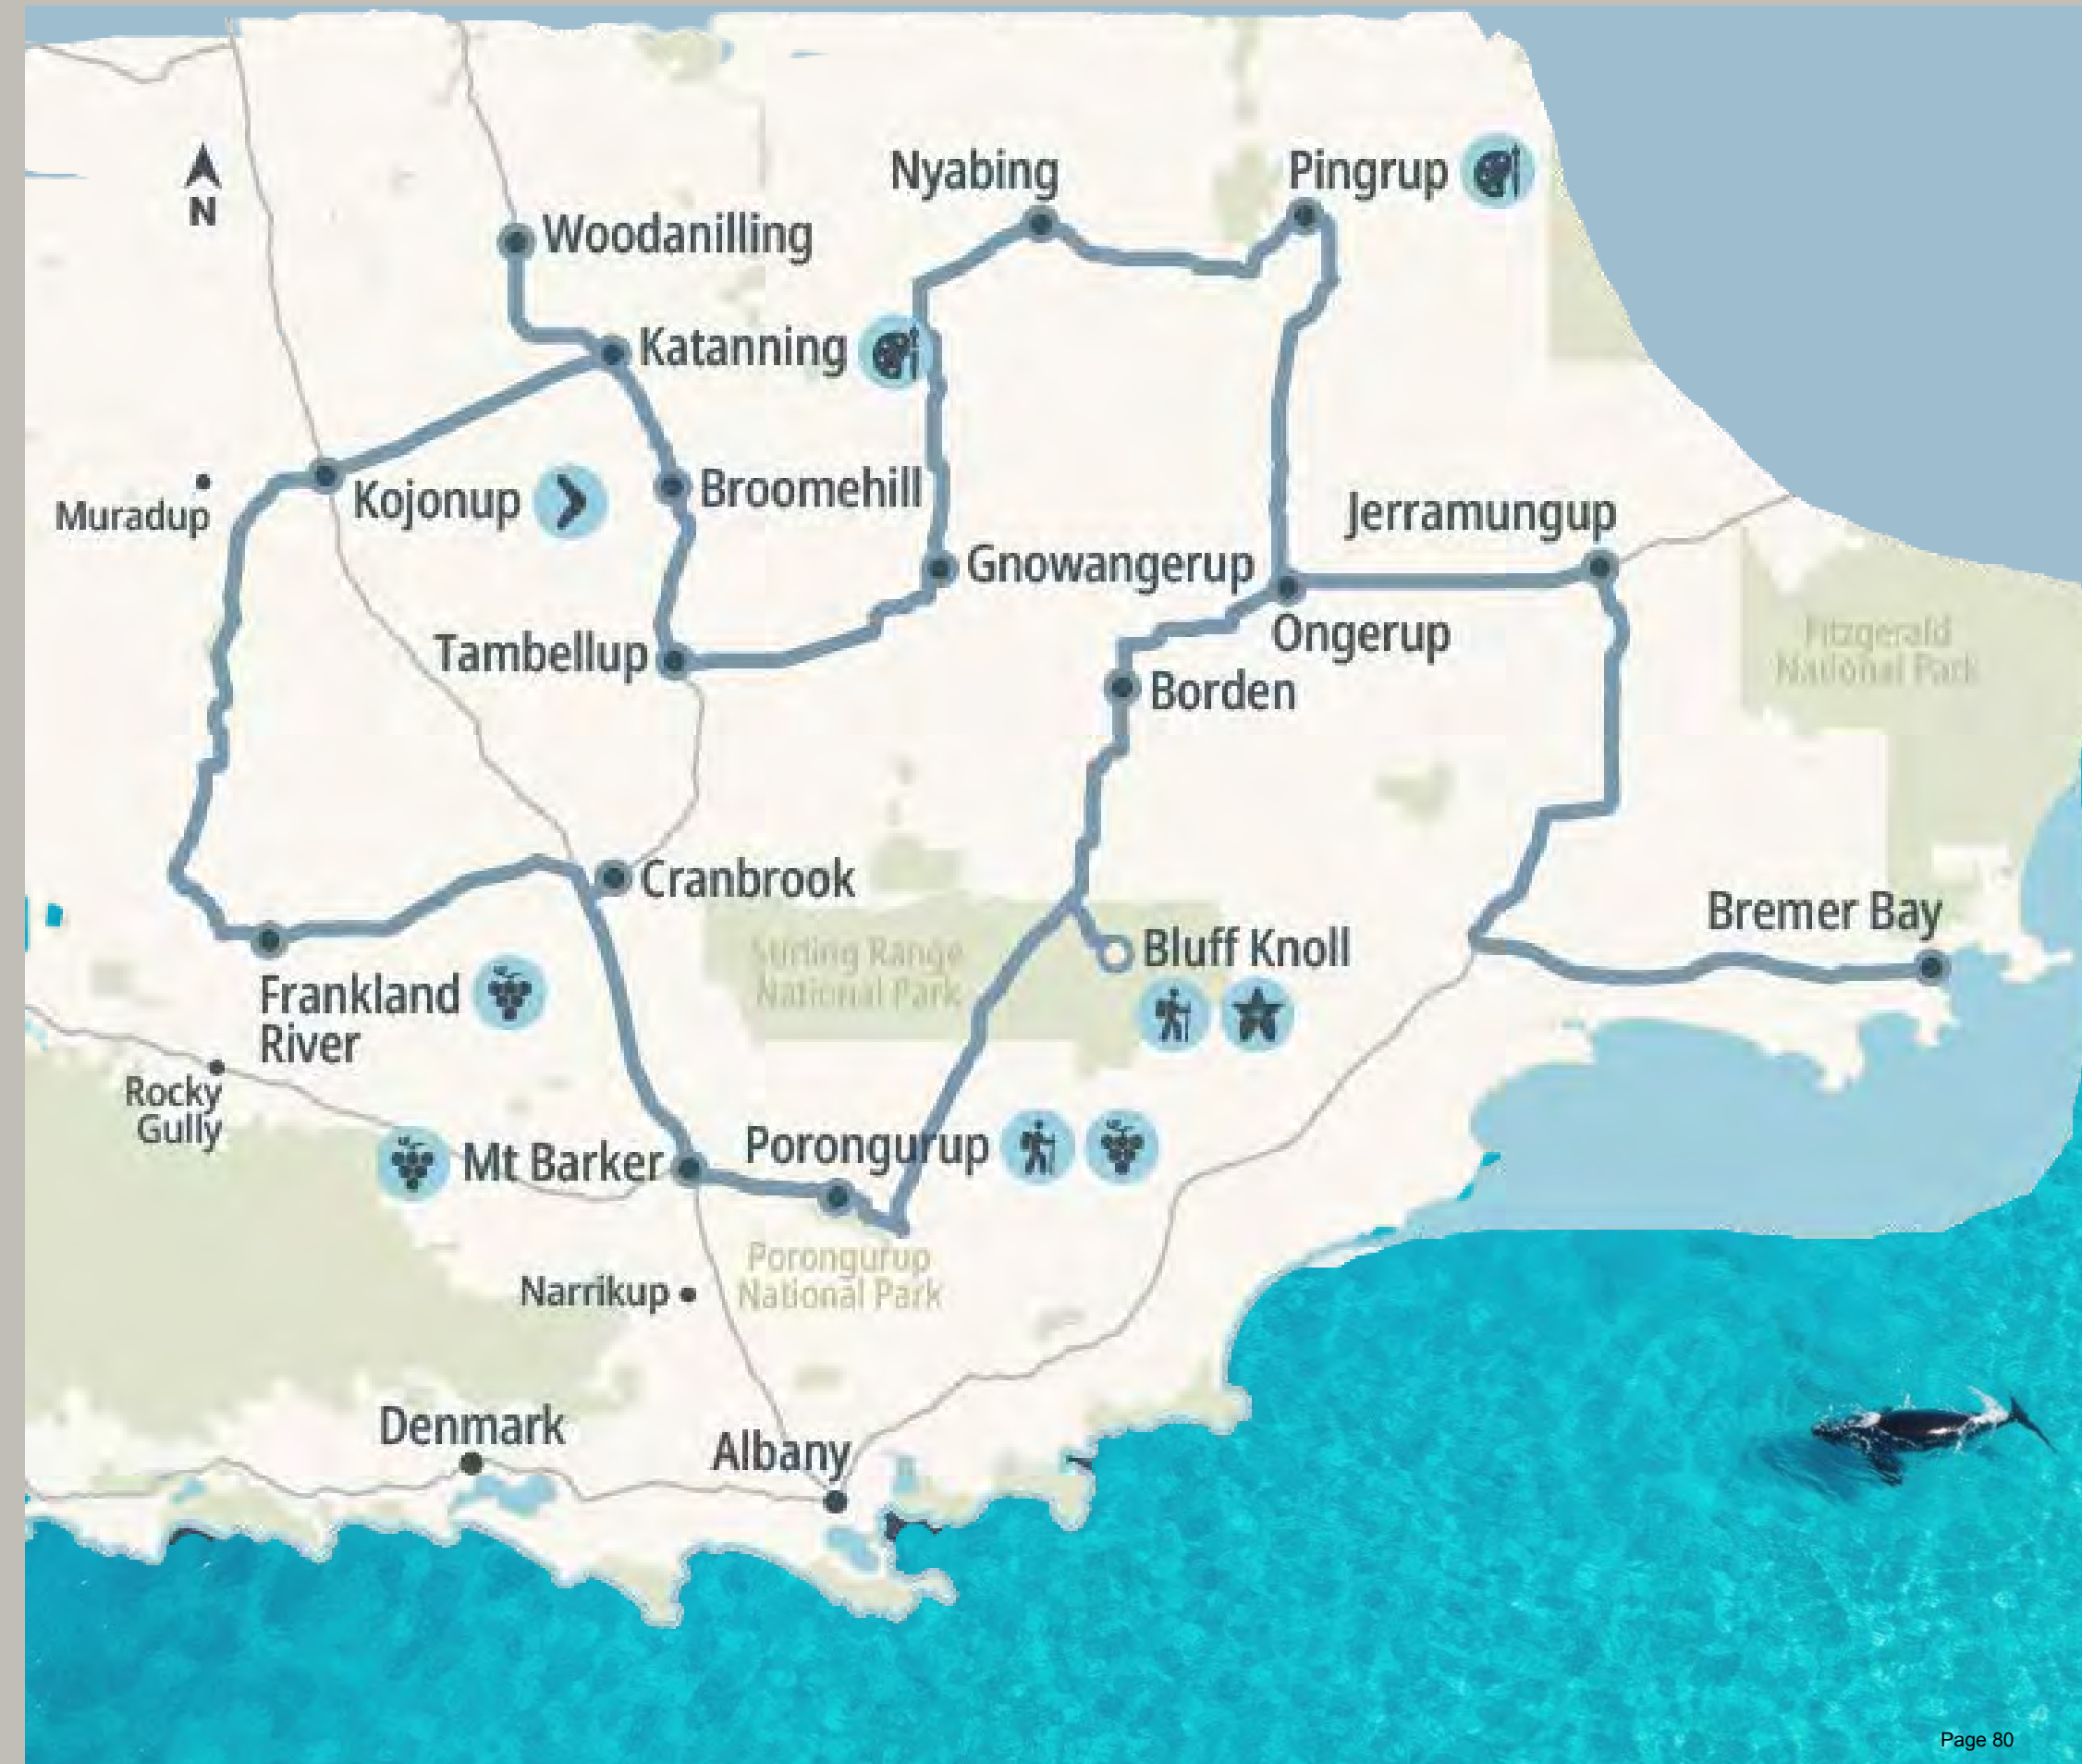 N
Nyabing
Pingrup
Woodanilling
Katanning
Muradup
Kojonup
Broomehill
Jerramungup
Gnowangerup
Ongerup
Tambellup
Fitzgerald
National Park
Borden
Cranbrook
Bremer Bay
Stirling Range
National Park
Bluff Knoll
Frankland
River
Rocky
Gully
Mt Barker
Porongurup
Porongurup
National Park
Narrikup
Denmark
Albany
Page 80